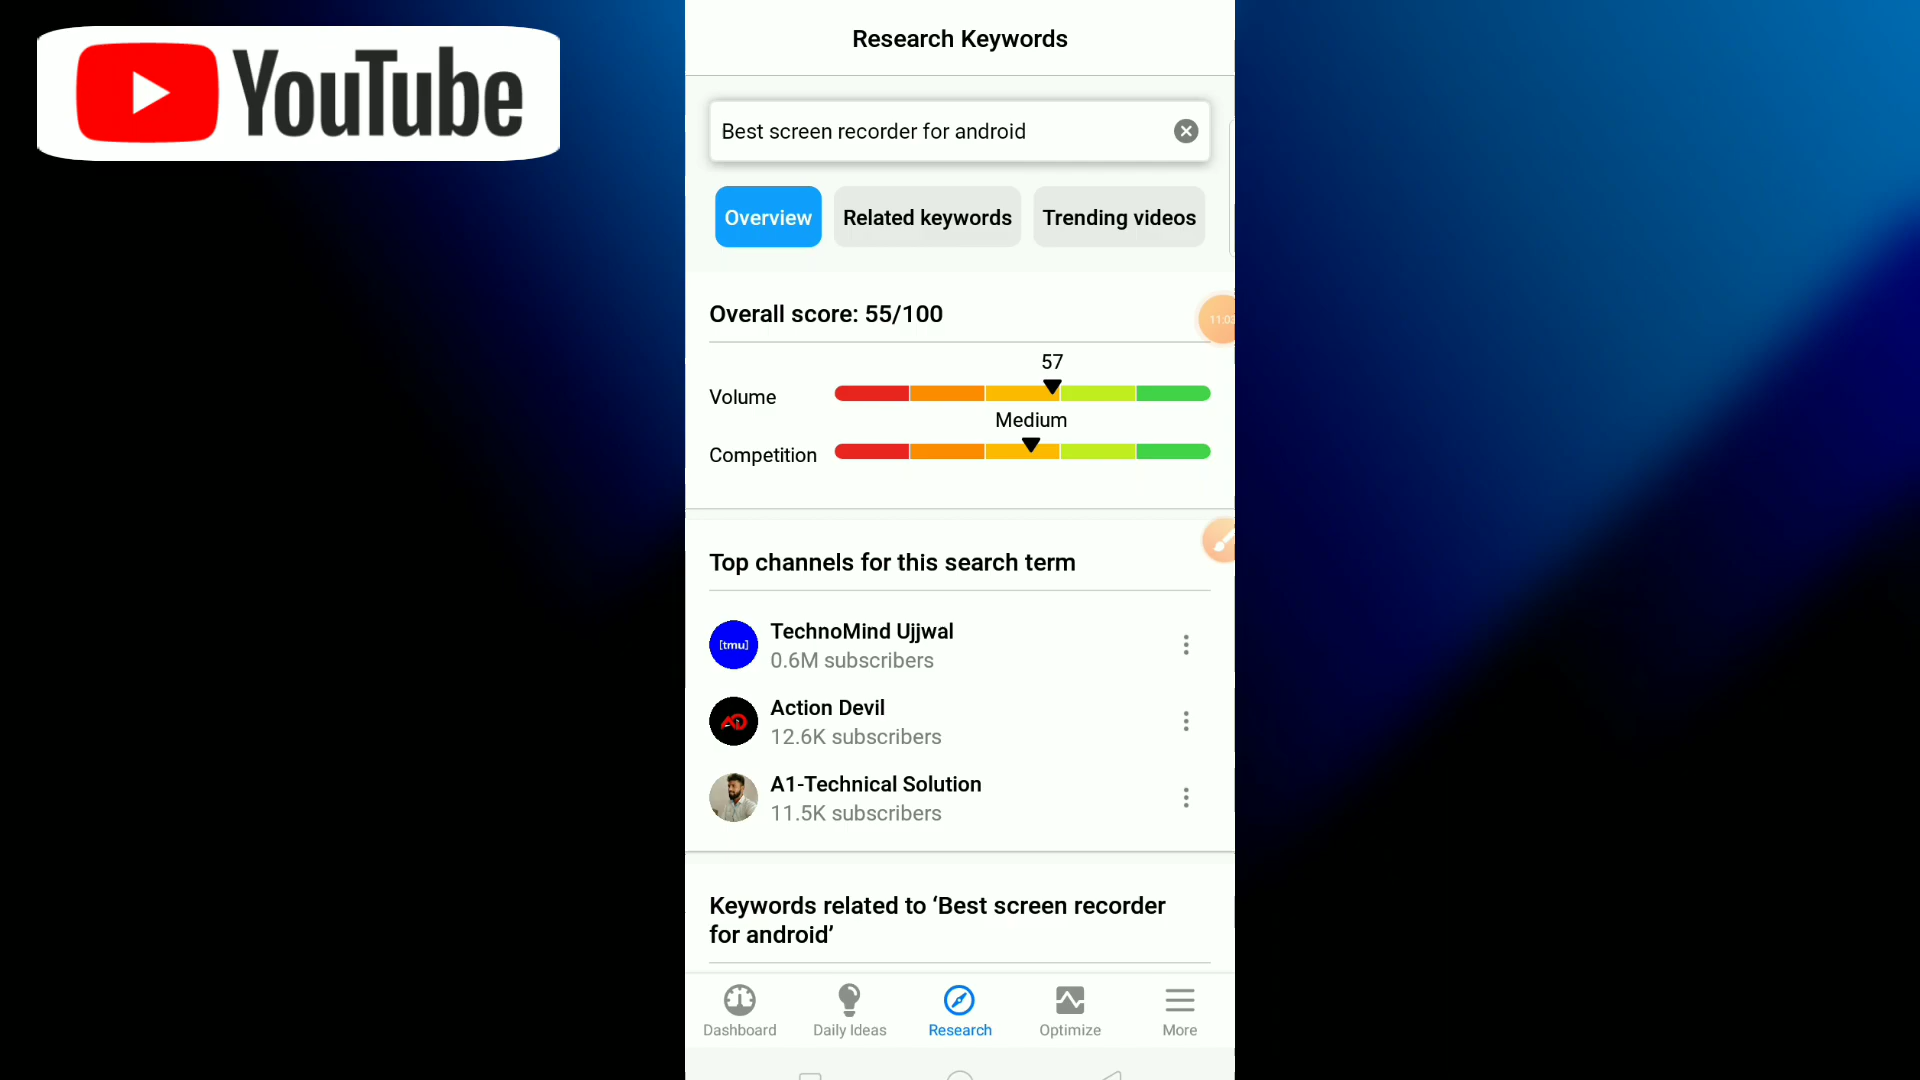 YouTube
Research Keywords
Best screen recorder for android
Overview
Related keywords
Trending videos
Overall score: 55/100
11:03
57
Volume
Medium
Competition
Top channels for this search term
[tmu]
TechnoMind Ujjwal
0.6M subscribers
Action Devil
12.6K subscribers
A1-Technical Solution
11.5K subscribers
Keywords related to ‘Best screen recorder
for android’
Dashboard
Daily Ideas
Research
Optimize
More